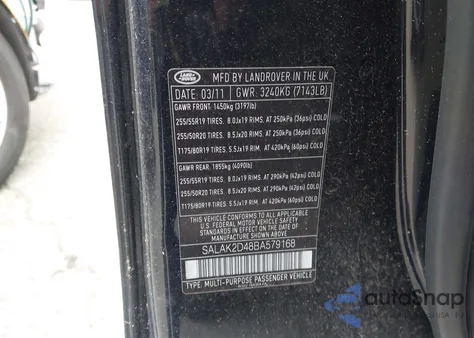 LAND ROVER
MFD BY LANDROVER IN THE UK
DATE: 03/11 GWR. 3240KG (7143LB)
GAWR FRONT: 1450kg (3197lb)
255/55R19 TIRES. 8.0Jx19 RIMS. AT 250kPa (36psi) COLD
255/50R20 TIRES. 8.5Jx20 RIMS. AT 250kPa (36psi) COLD
T175/80R19 TIRES. 5.5Jx19 RIM. AT 420kPa (60psi) COLD
GAWR REAR: 1855kg (4090lb)
255/55R19 TIRES. 8.0Jx19 RIMS. AT 290kPa (42psi) COLD
255/50R20 TIRES. 8.5Jx20 RIMS. AT 290kPa (42psi) COLD
T175/80R19 TIRES. 5.5Jx19 RIM. AT 420kPa (60psi) COLD
THIS VEHICLE CONFORMS TO ALL APPLICABLE
U.S. FEDERAL MOTOR VEHICLE SAFETY STANDARDS
IN EFFECT ON THE DATE OF
MANUFACTURE SHOWN ABOVE.
SALAK2D48BA579168
TYPE: MULTI-PURPOSE PASSENGER VEHICLE
autoSnap